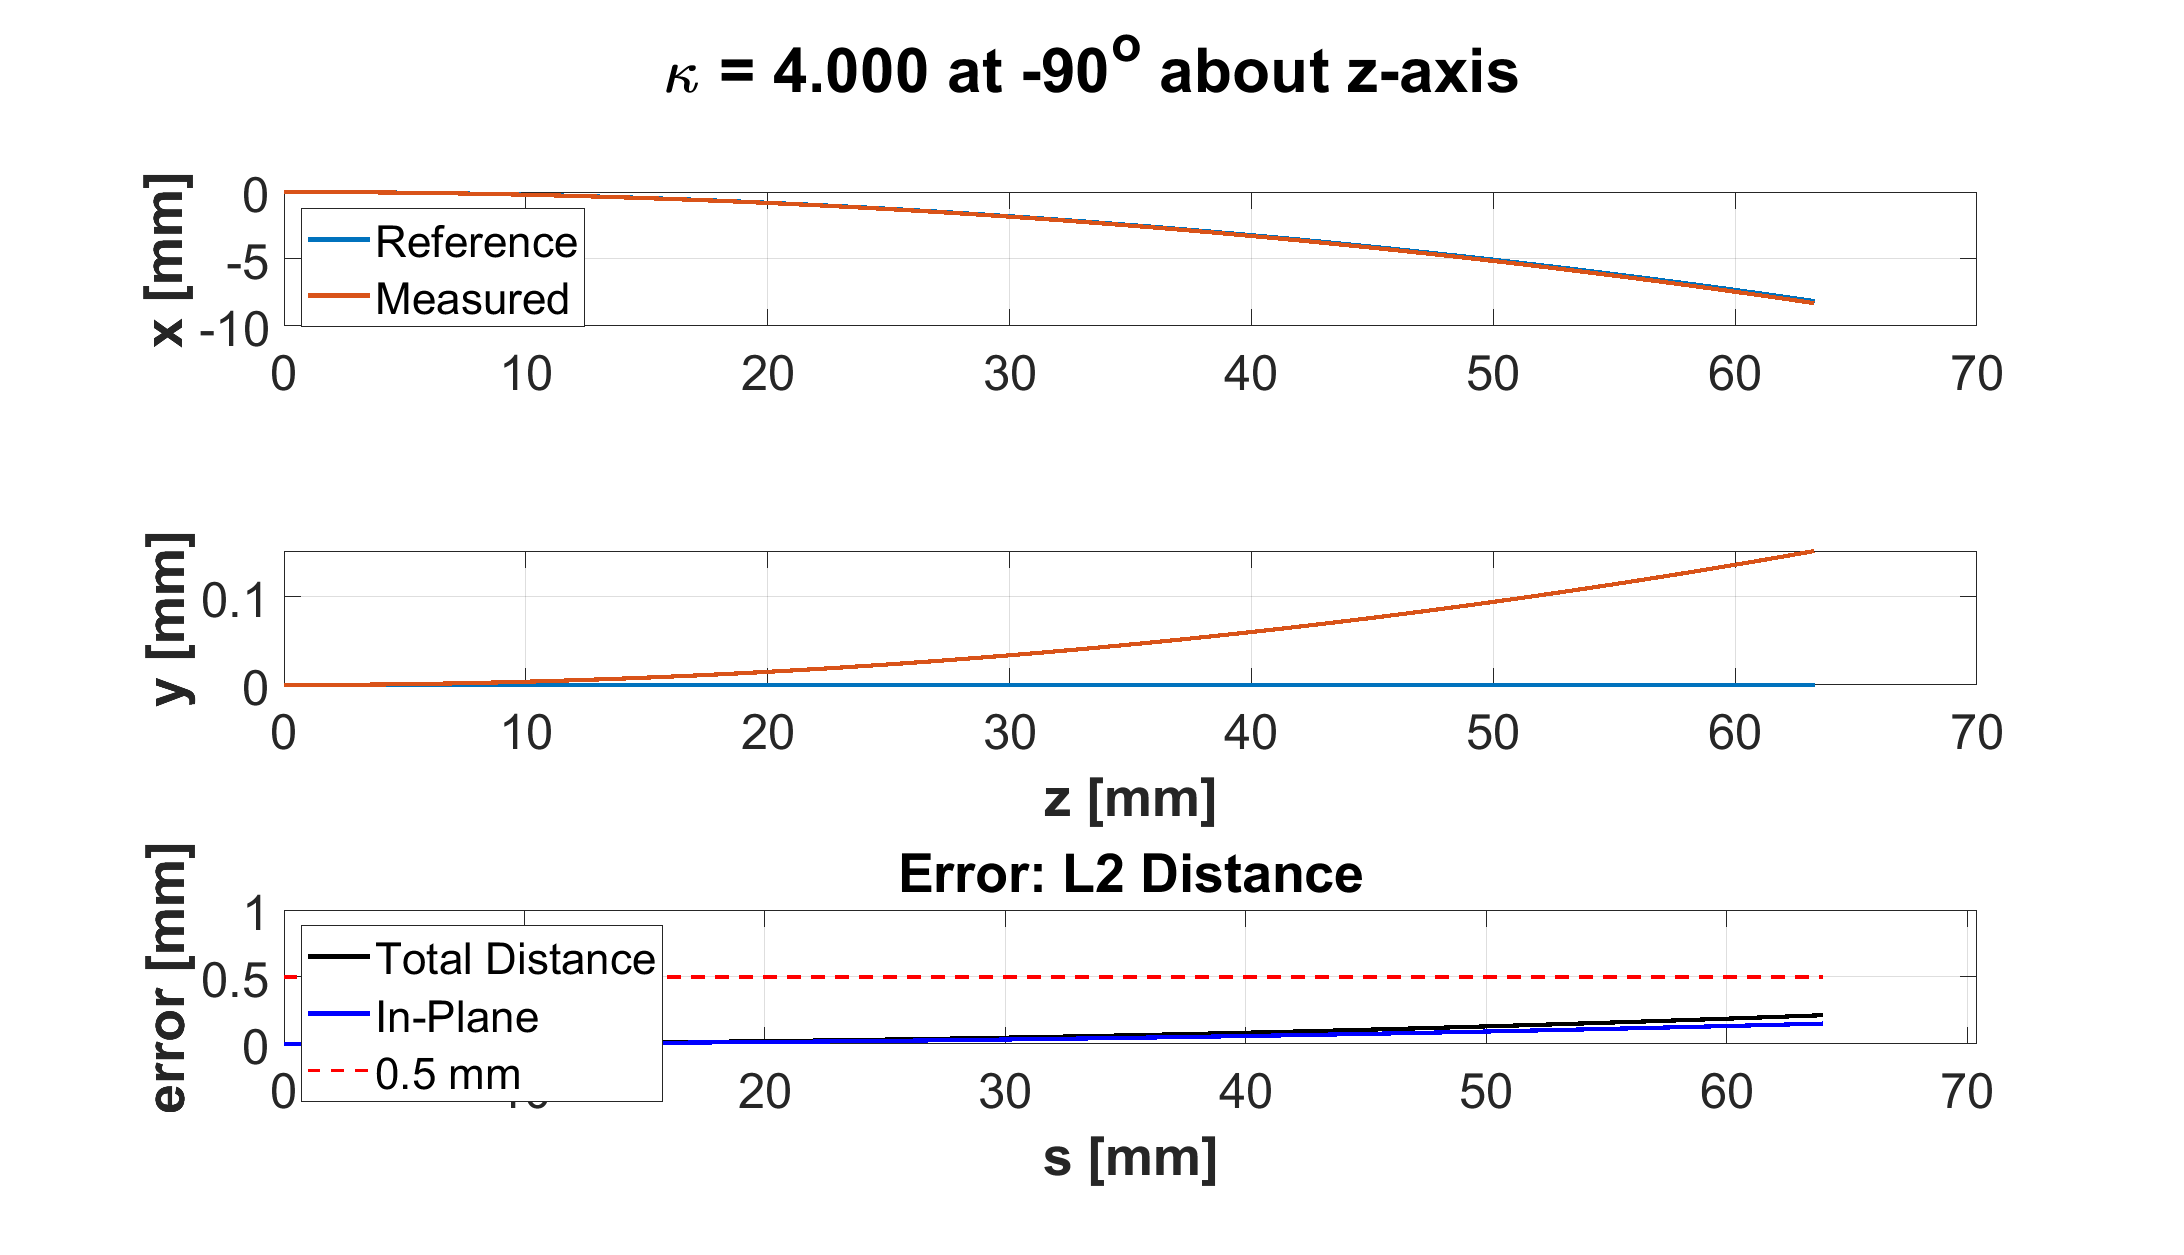 κ = 4.000 at -90° about z-axis
x [mm]
0
-5
-10
Reference
Measured
0 10 20 30 40 50 60 70
y [mm]
0.1
0
0 10 20 30 40 50 60 70
z [mm]
Error: L2 Distance
error [mm]
1
0.5
0
Total Distance
In-Plane
0.5 mm
0 20 30 40 50 60 70
s [mm]